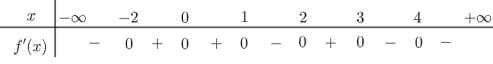 x −∞ −2 0 1 2 3 4 +∞
f′(x) − 0 + 0 + 0 − 0 + 0 − 0 −